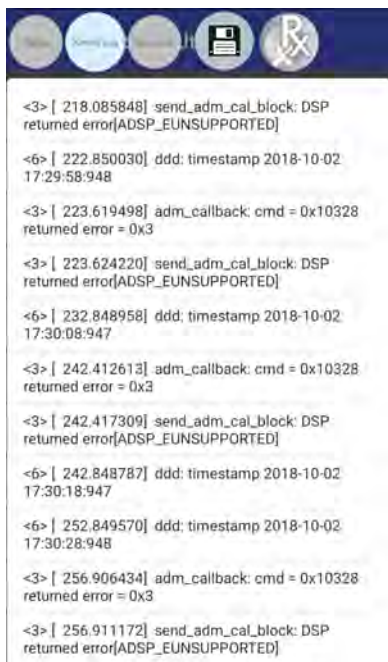 <3>[ 218.085848] send_adm_cal_block: DSP
returned error[ADSP_EUNSUPPORTED]
<6>[ 222.850030] ddd: timestamp 2018-10-02
17:29:58:948
<3>[ 223.619498] adm_callback: cmd = 0x10328
returned error = 0x3
<3>[ 223.624220] send_adm_cal_block: DSP
returned error[ADSP_EUNSUPPORTED]
<6>[ 232.848958] ddd: timestamp 2018-10-02
17:30:08:947
<3>[ 242.412613] adm_callback: cmd = 0x10328
returned error = 0x3
<3>[ 242.417309] send_adm_cal_block: DSP
returned error[ADSP_EUNSUPPORTED]
<6>[ 242.848787] ddd: timestamp 2018-10-02
17:30:18:947
<6>[ 252.849570] ddd: timestamp 2018-10-02
17:30:28:948
<3>[ 256.906434] adm_callback: cmd = 0x10328
returned error = 0x3
<3>[ 256.911172] send_adm_cal_block: DSP
returned error[ADSP_EUNSUPPORTED]